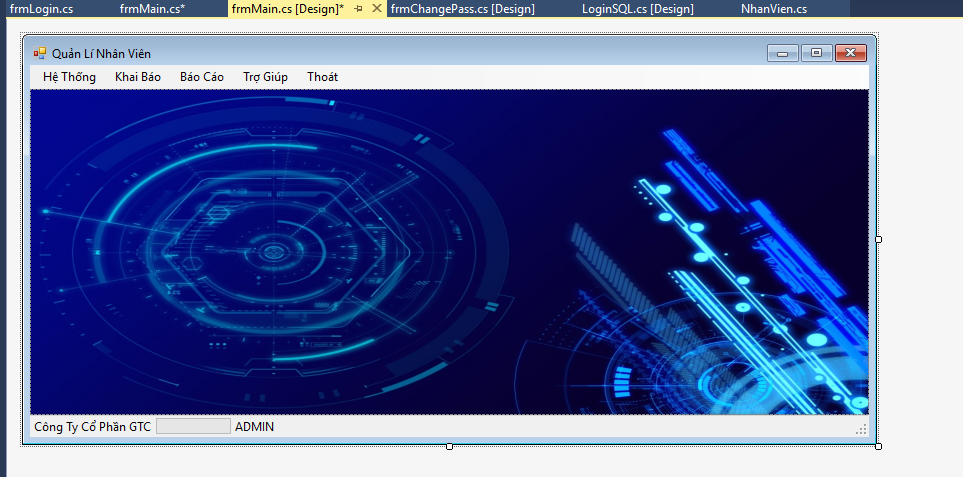 frmLogin.cs frmMain.cs* frmMain.cs [Design]* frmChangePass.cs [Design] LoginSQL.cs [Design] NhanVien.cs
Quản Lí Nhân Viên
Hệ Thống Khai Báo Báo Cáo Trợ Giúp Thoát
Công Ty Cổ Phần GTC ADMIN